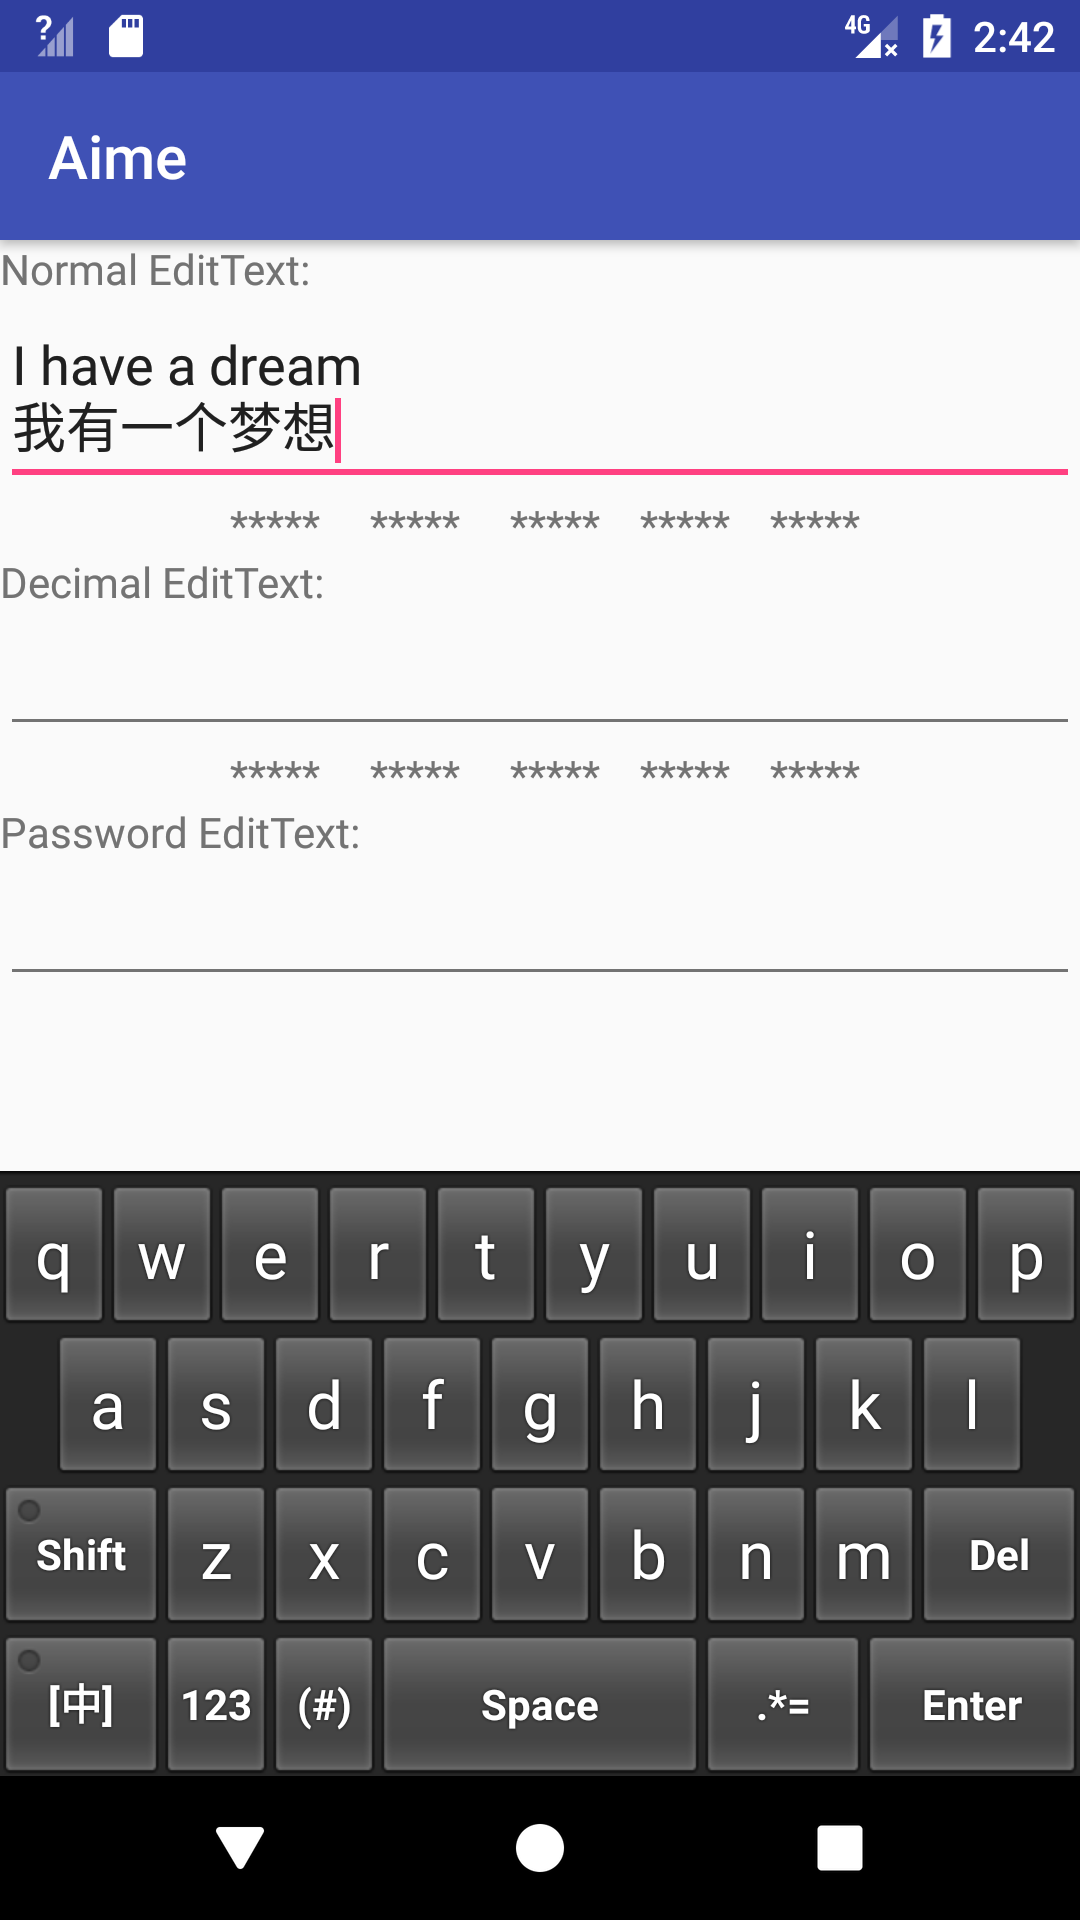 ?
4G
2:42
Aime
Normal EditText:
I have a dream
我有一个梦想
***** ***** ***** ***** *****
Decimal EditText:
***** ***** ***** ***** *****
Password EditText:
q w e r t y u i o p
a s d f g h j k l
Shift z x c v b n m Del
[中] 123 (#) Space .*= Enter